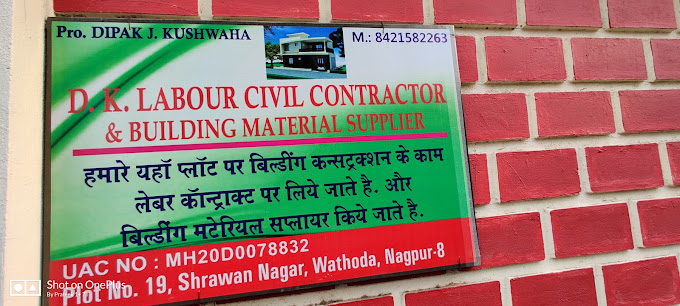 Pro. DIPAK J. KUSHWAHA
M.: 8421582263
D. K. LABOUR CIVIL CONTRACTOR
& BUILDING MATERIAL SUPPLIER
हमारे यहॉ प्लॉट पर बिल्डींग कन्सट्रक्शन के काम
लेबर कॅान्ट्राक्ट पर लिये जाते है. और
बिल्डींग मटेरियल सप्लायर किये जाते है.
UAC NO : MH20D0078832
Plot No. 19, Shrawan Nagar, Wathoda, Nagpur-8
Shot on OnePlus